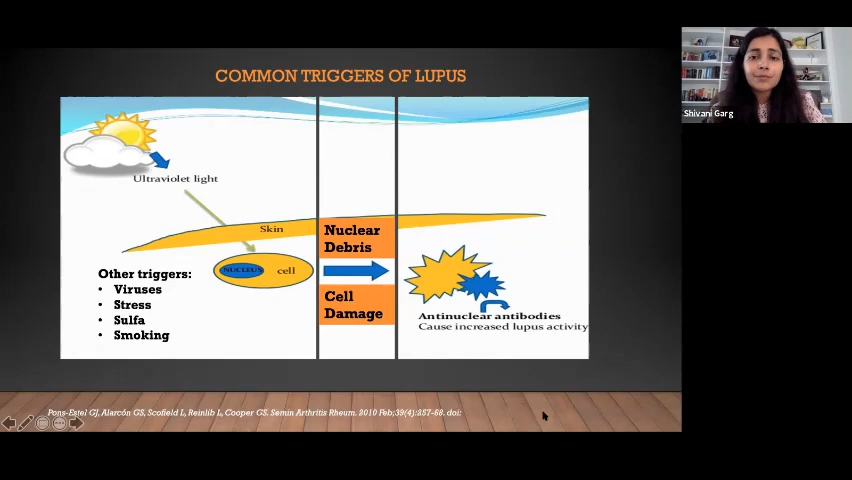 COMMON TRIGGERS OF LUPUS
Shivani Garg
Ultraviolet light
Skin
Nuclear
Debris
NUCLEUS
cell
Other triggers:
• Viruses
• Stress
• Sulfa
• Smoking
Cell
Damage
Antinuclear antibodies
Cause increased lupus activity
Pons-Estel GJ, Alarcón GS, Scofield L, Reinlib L, Cooper GS. Semin Arthritis Rheum. 2010 Feb;39(4):257-68. doi: